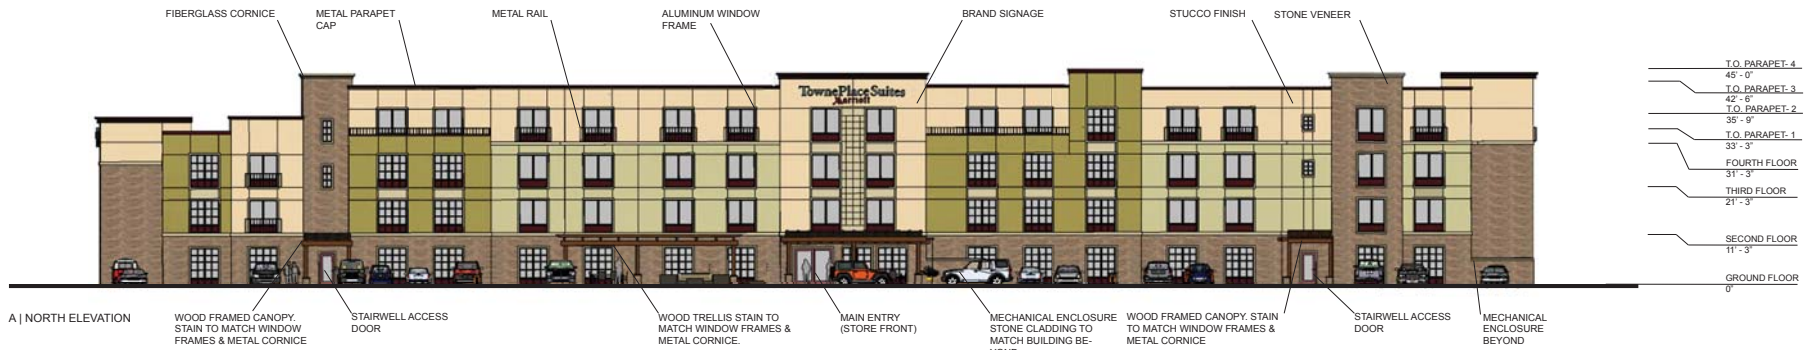 FIBERGLASS CORNICE
METAL PARAPET
CAP
METAL RAIL
ALUMINUM WINDOW
FRAME
BRAND SIGNAGE
STUCCO FINISH
STONE VENEER
TownePlace Suites
Marriott
T.O. PARAPET- 4
45' - 0"
T.O. PARAPET- 3
42' - 6"
T.O. PARAPET- 2
35' - 9"
T.O. PARAPET- 1
33' - 3"
FOURTH FLOOR
31' - 3"
THIRD FLOOR
21' - 3"
SECOND FLOOR
11' - 3"
GROUND FLOOR
0"
A | NORTH ELEVATION
WOOD FRAMED CANOPY.
STAIN TO MATCH WINDOW
FRAMES & METAL CORNICE
STAIRWELL ACCESS
DOOR
WOOD TRELLIS STAIN TO
MATCH WINDOW FRAMES &
METAL CORNICE.
MAIN ENTRY
(STORE FRONT)
MECHANICAL ENCLOSURE
STONE CLADDING TO
MATCH BUILDING BE-
WOOD FRAMED CANOPY. STAIN
TO MATCH WINDOW FRAMES &
METAL CORNICE
STAIRWELL ACCESS
DOOR
MECHANICAL
ENCLOSURE
BEYOND